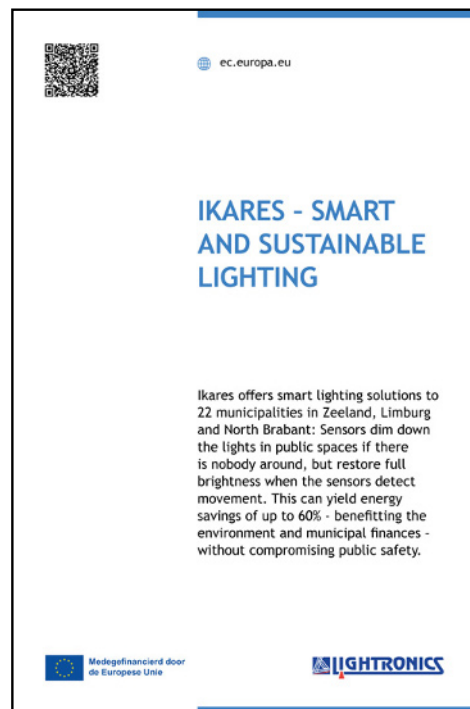 ec.europa.eu
IKARES - SMART
AND SUSTAINABLE
LIGHTING
Ikares offers smart lighting solutions to
22 municipalities in Zeeland, Limburg
and North Brabant: Sensors dim down
the lights in public spaces if there
is nobody around, but restore full
brightness when the sensors detect
movement. This can yield energy
savings of up to 60% - benefitting the
environment and municipal finances -
without compromising public safety.
Medegefinancierd door
de Europese Unie
LIGHTRONICS